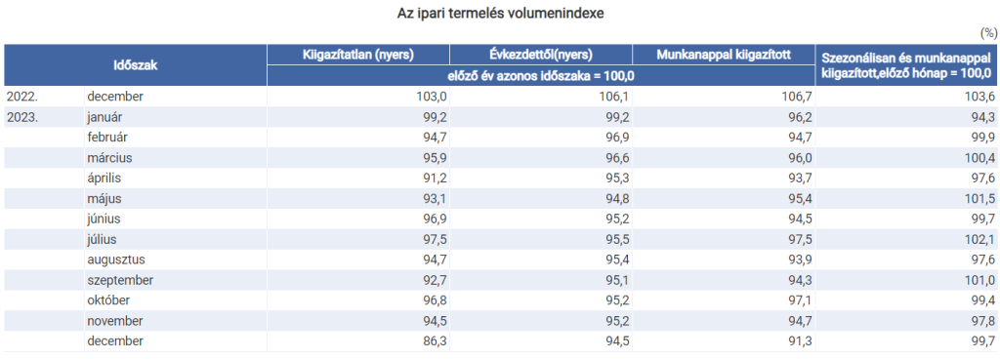 Az ipari termelés volumenindexe
(%)
Időszak Kiigazítatlan (nyers) Évkezdettől(nyers) Munkanappal kiigazított Szezonálisan és munkanappal kiigazított,előző hónap = 100,0
előző év azonos időszaka = 100,0
2022. december 103,0 106,1 106,7 103,6
2023. január 99,2 99,2 96,2 94,3
február 94,7 96,9 94,7 99,9
március 95,9 96,6 96,0 100,4
április 91,2 95,3 93,7 97,6
május 93,1 94,8 95,4 101,5
június 96,9 95,2 94,5 99,7
július 97,5 95,5 97,5 102,1
augusztus 94,7 95,4 93,9 97,6
szeptember 92,7 95,1 94,3 101,0
október 96,8 95,2 97,1 99,4
november 94,5 95,2 94,7 97,8
december 86,3 94,5 91,3 99,7